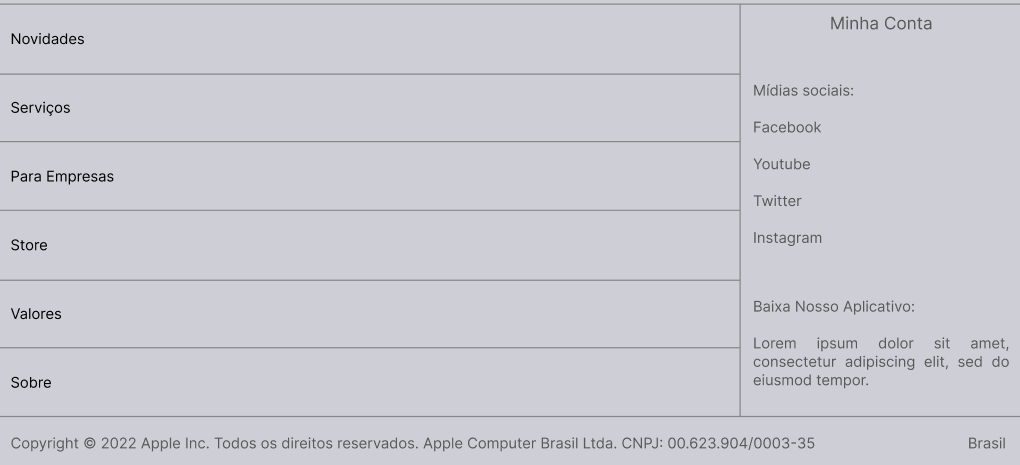 Novidades
Serviços
Para Empresas
Store
Valores
Sobre
Minha Conta
Mídias sociais:
Facebook
Youtube
Twitter
Instagram
Baixa Nosso Aplicativo:
Lorem ipsum dolor sit amet,
consectetur adipiscing elit, sed do
eiusmod tempor.
Copyright © 2022 Apple Inc. Todos os direitos reservados. Apple Computer Brasil Ltda. CNPJ: 00.623.904/0003-35
Brasil